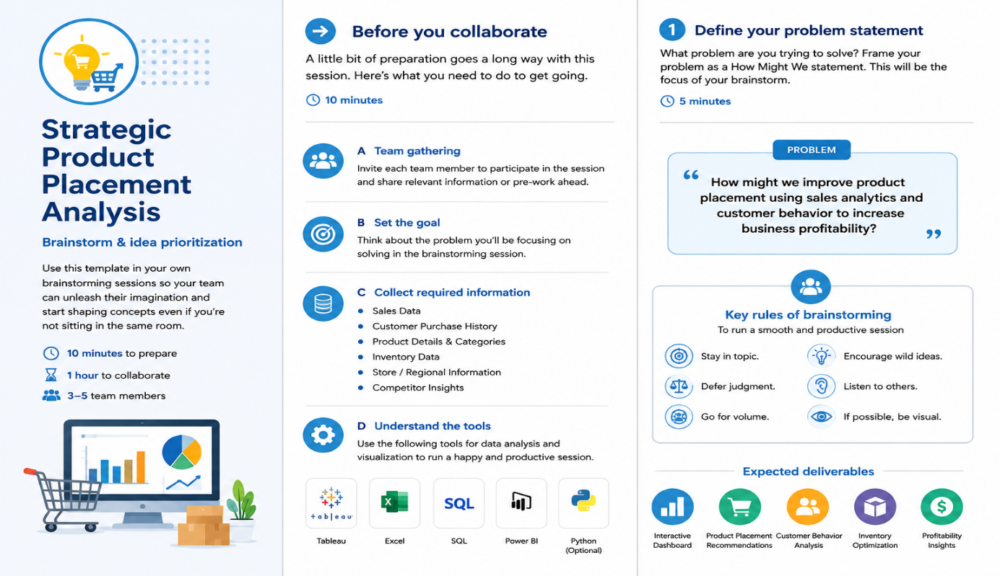 Strategic
Product
Placement
Analysis
Brainstorm & idea prioritization
Use this template in your own
brainstorming sessions so your team
can unleash their imagination and
start shaping concepts even if you're
not sitting in the same room.
10 minutes to prepare
1 hour to collaborate
3–5 team members
Before you collaborate
A little bit of preparation goes a long way with this
session. Here's what you need to do to get going.
10 minutes
A Team gathering
Invite each team member to participate in the session
and share relevant information or pre-work ahead.
B Set the goal
Think about the problem you'll be focusing on
solving in the brainstorming session.
C Collect required information
• Sales Data
• Customer Purchase History
• Product Details & Categories
• Inventory Data
• Store / Regional Information
• Competitor Insights
D Understand the tools
Use the following tools for data analysis and
visualization to run a happy and productive session.
+ab|eau
X
SQL
Tableau
Excel
SQL
Power BI
Python
(Optional)
1 Define your problem statement
What problem are you trying to solve? Frame your
problem as a How Might We statement. This will be the
focus of your brainstorm.
5 minutes
PROBLEM
“ How might we improve product
placement using sales analytics and
customer behavior to increase
business profitability? ”
Key rules of brainstorming
To run a smooth and productive session
Stay in topic.
Encourage wild ideas.
Defer judgment.
Listen to others.
Go for volume.
If possible, be visual.
Expected deliverables
$
Interactive
Dashboard
Product Placement
Recommendations
Customer Behavior
Analysis
Inventory
Optimization
Profitability
Insights